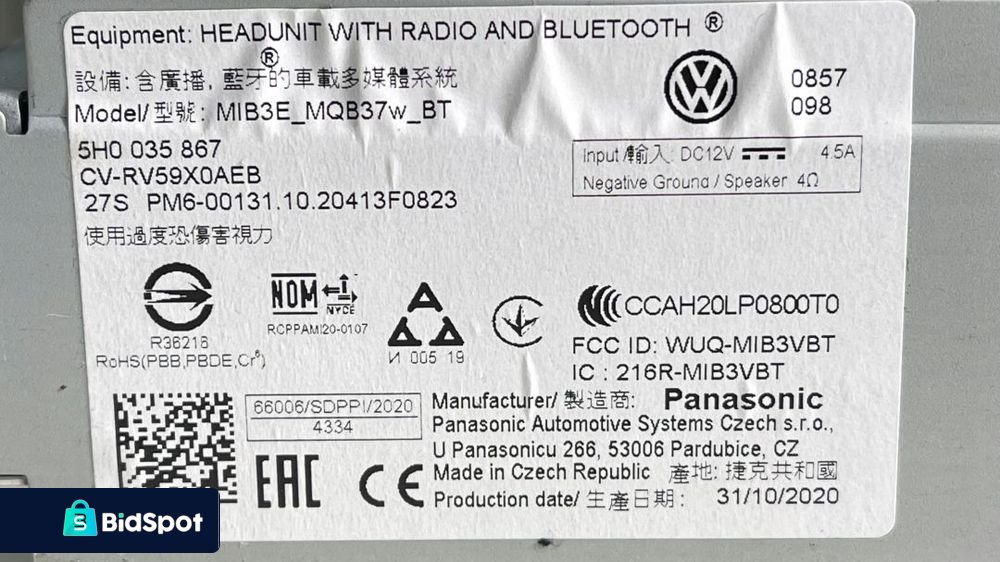 Equipment: HEADUNIT WITH RADIO AND BLUETOOTH ®
®
設備: 含廣播, 藍牙的車載多媒體系統
Model/ 型號: MIB3E_MQB37w_BT
0857
098
5H0 035 867
CV-RV59X0AEB
27S PM6-00131.10.20413F0823
Input /輸入: DC12V 4.5A
Negative Ground / Speaker 4Ω
使用過度恐傷害視力
R36218
RoHS(PBB,PBDE,Cr⁶)
NOM
NYCE
RCPPAMI20-0107
И 005 19
CCAH20LP0800T0
FCC ID: WUQ-MIB3VBT
IC : 216R-MIB3VBT
66006/SDPPI/2020
4334
Manufacturer/ 製造商: Panasonic
Panasonic Automotive Systems Czech s.r.o.,
U Panasonicu 266, 53006 Pardubice, CZ
Made in Czech Republic 產地: 捷克共和國
Production date/ 生產日期: 31/10/2020
EAC CE
BidSpot